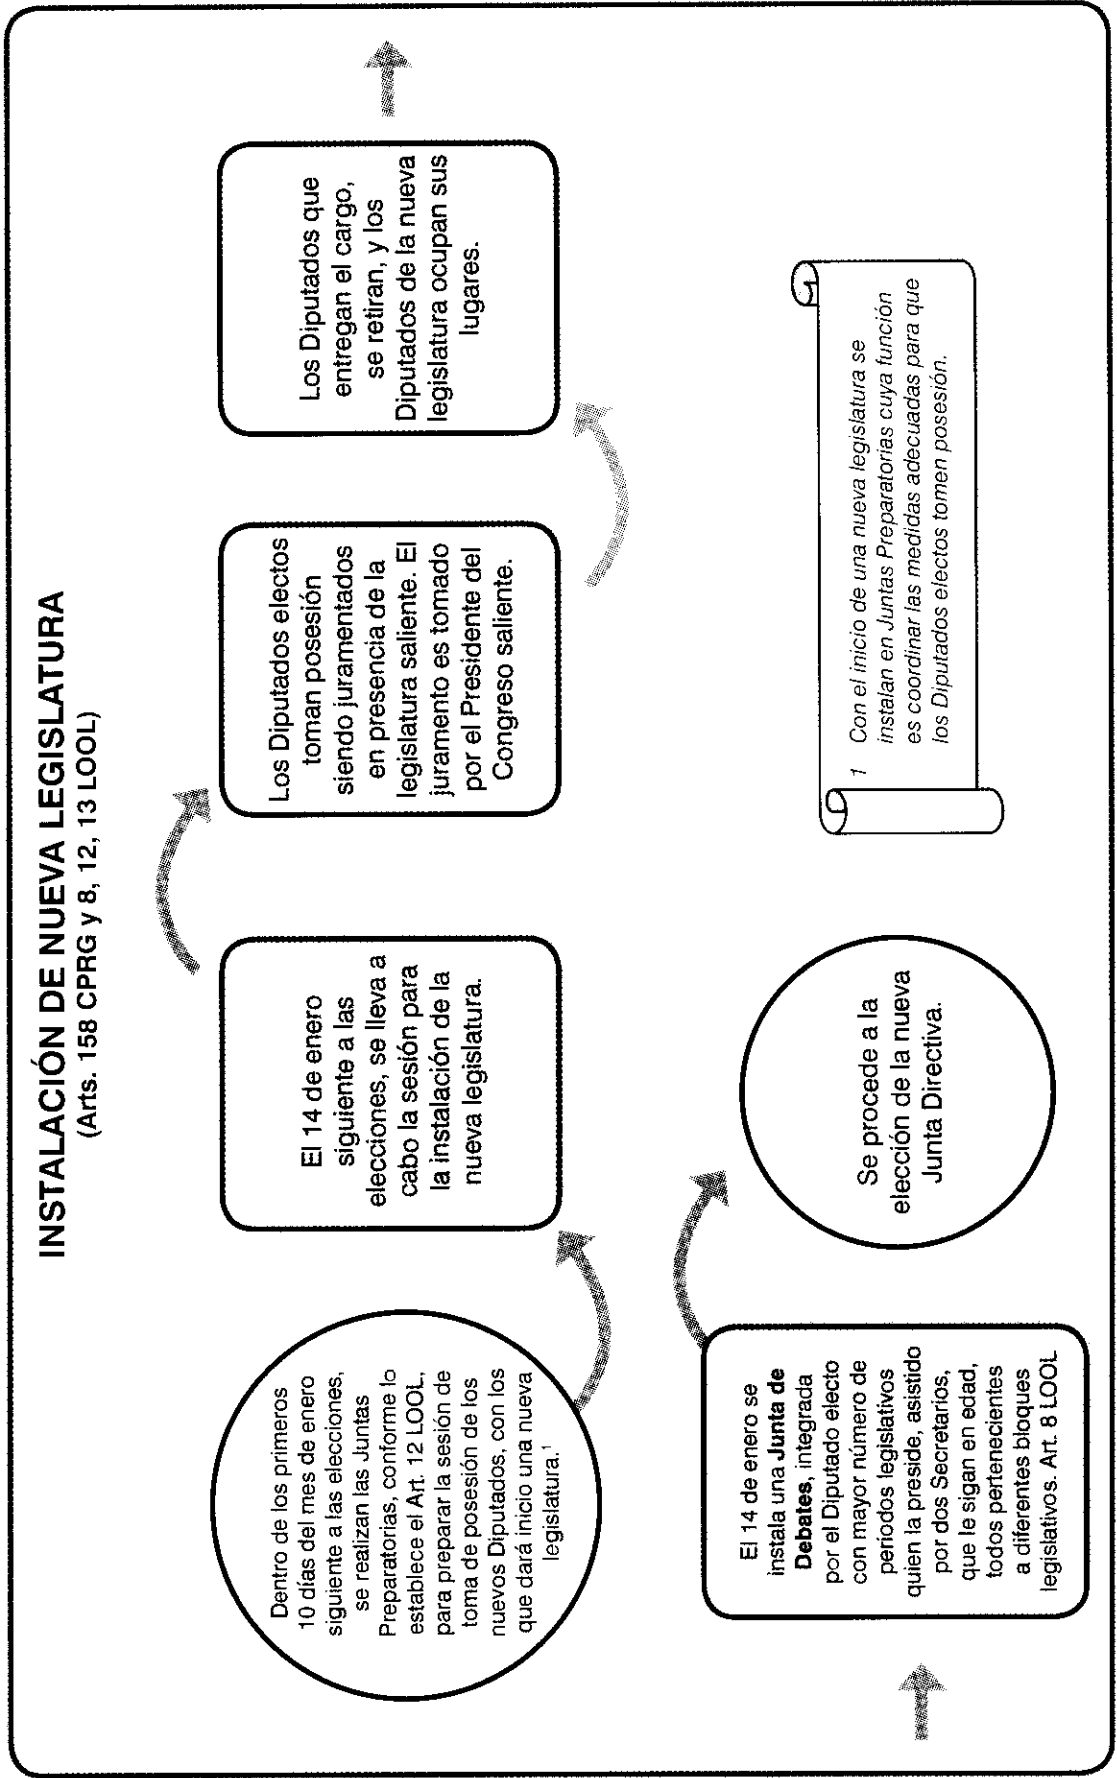 INSTALACIÓN DE NUEVA LEGISLATURA
(Arts. 158 CPRG y 8, 12, 13 LOOL)
Dentro de los primeros
10 días del mes de enero
siguiente a las elecciones,
se realizan las Juntas
Preparatorias, conforme lo
establece el Art. 12 LOOL,
para preparar la sesión de
toma de posesión de los
nuevos Diputados, con los
que dará inicio una nueva
legislatura.¹
El 14 de enero
siguiente a las
elecciones, se lleva a
cabo la sesión para
la instalación de la
nueva legislatura.
Los Diputados electos
toman posesión
siendo juramentados
en presencia de la
legislatura saliente. El
juramento es tomado
por el Presidente del
Congreso saliente.
Los Diputados que
entregan el cargo,
se retiran, y los
Diputados de la nueva
legislatura ocupan sus
lugares.
El 14 de enero se
instala una Junta de
Debates, integrada
por el Diputado electo
con mayor número de
periodos legislativos
quien la preside, asistido
por dos Secretarios,
que le sigan en edad,
todos pertenecientes
a diferentes bloques
legislativos. Art. 8 LOOL
Se procede a la
elección de la nueva
Junta Directiva.
1 Con el inicio de una nueva legislatura se
instalan en Juntas Preparatorias cuya función
es coordinar las medidas adecuadas para que
los Diputados electos tomen posesión.